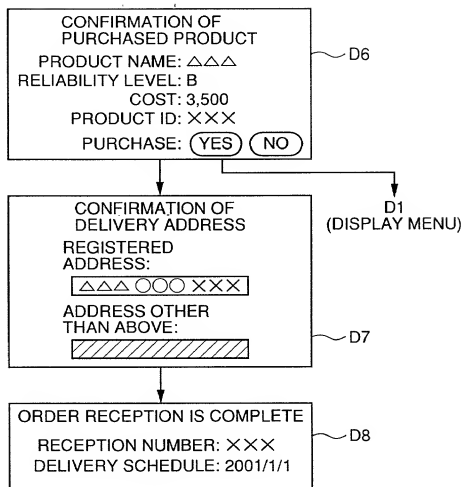 CONFIRMATION OF
PURCHASED PRODUCT
PRODUCT NAME: △△△
RELIABILITY LEVEL: B
COST: 3,500
PRODUCT ID: ×××
PURCHASE: YES NO
D6
D1
(DISPLAY MENU)
CONFIRMATION OF
DELIVERY ADDRESS
REGISTERED
ADDRESS:
△△△ ○○○ ×××
ADDRESS OTHER
THAN ABOVE:
D7
ORDER RECEPTION IS COMPLETE
RECEPTION NUMBER: ×××
DELIVERY SCHEDULE: 2001/1/1
D8